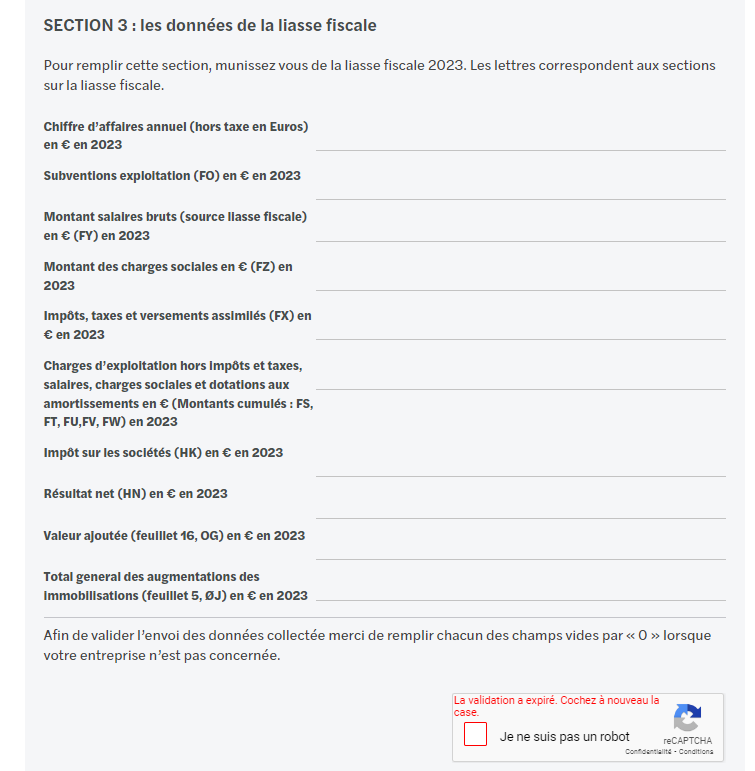 SECTION 3 : les données de la liasse fiscale
Pour remplir cette section, munissez vous de la liasse fiscale 2023. Les lettres correspondent aux sections
sur la liasse fiscale.
Chiffre d'affaires annuel (hors taxe en Euros)
en € en 2023
Subventions exploitation (FO) en € en 2023
Montant salaires bruts (source liasse fiscale)
en € (FY) en 2023
Montant des charges sociales en € (FZ) en
2023
Impôts, taxes et versements assimilés (FX) en
€ en 2023
Charges d'exploitation hors impôts et taxes,
salaires, charges sociales et dotations aux
amortissements en € (Montants cumulés : FS,
FT, FU,FV, FW) en 2023
Impôt sur les sociétés (HK) en € en 2023
Résultat net (HN) en € en 2023
Valeur ajoutée (feuillet 16, OG) en € en 2023
Total general des augmentations des
immobilisations (feuillet 5, ØJ) en € en 2023
Afin de valider l'envoi des données collectée merci de remplir chacun des champs vides par « 0 » lorsque
votre entreprise n'est pas concernée.
La validation a expiré. Cochez à nouveau la
case.
Je ne suis pas un robot
reCAPTCHA
Confidentialité • Conditions